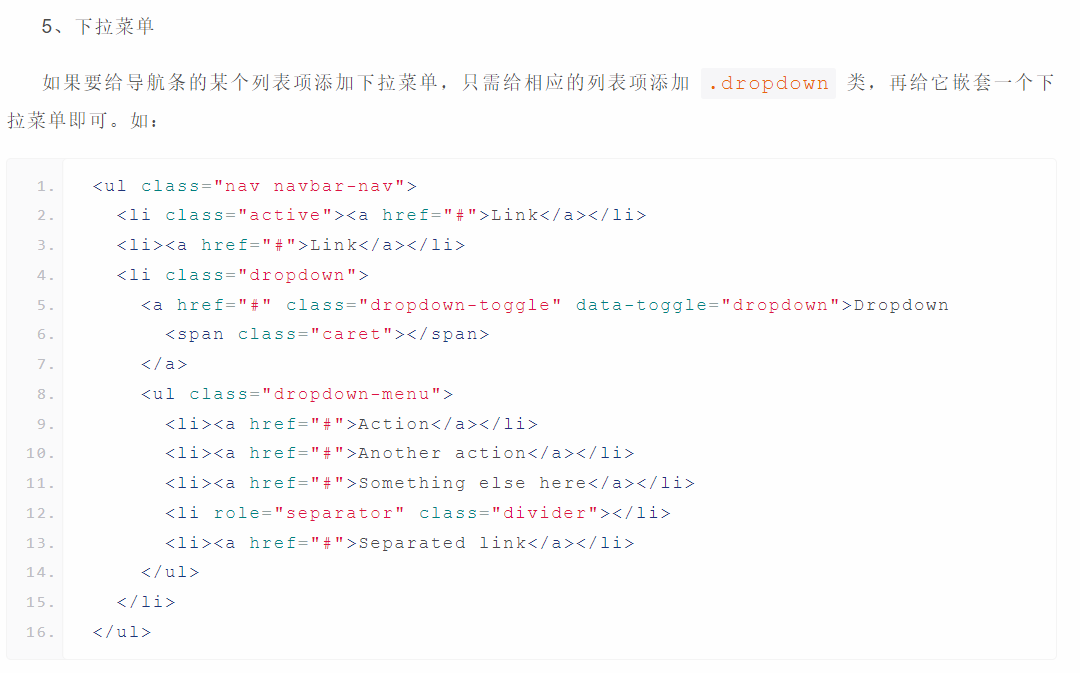 5、下拉菜单
如果要给导航条的某个列表项添加下拉菜单，只需给相应的列表项添加 .dropdown 类，再给它嵌套一个下
拉菜单即可。如：
1. <ul class="nav navbar-nav">
2.   <li class="active"><a href="#">Link</a></li>
3.   <li><a href="#">Link</a></li>
4.   <li class="dropdown">
5.     <a href="#" class="dropdown-toggle" data-toggle="dropdown">Dropdown
6.       <span class="caret"></span>
7.     </a>
8.     <ul class="dropdown-menu">
9.       <li><a href="#">Action</a></li>
10.       <li><a href="#">Another action</a></li>
11.       <li><a href="#">Something else here</a></li>
12.       <li role="separator" class="divider"></li>
13.       <li><a href="#">Separated link</a></li>
14.     </ul>
15.   </li>
16. </ul>